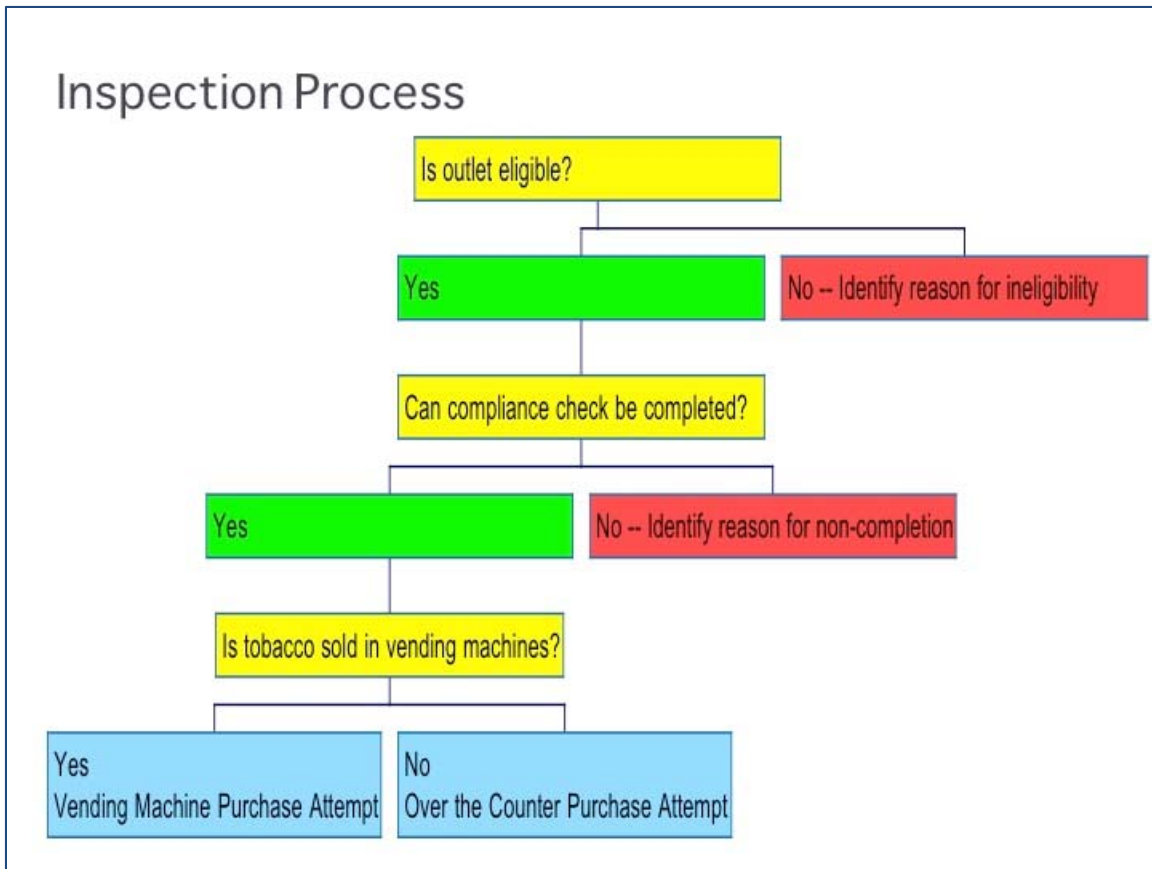 Inspection Process
Is outlet eligible?
Yes
No -- Identify reason for ineligibility
Can compliance check be completed?
Yes
No -- Identify reason for non-completion
Is tobacco sold in vending machines?
Yes
Vending Machine Purchase Attempt
No
Over the Counter Purchase Attempt